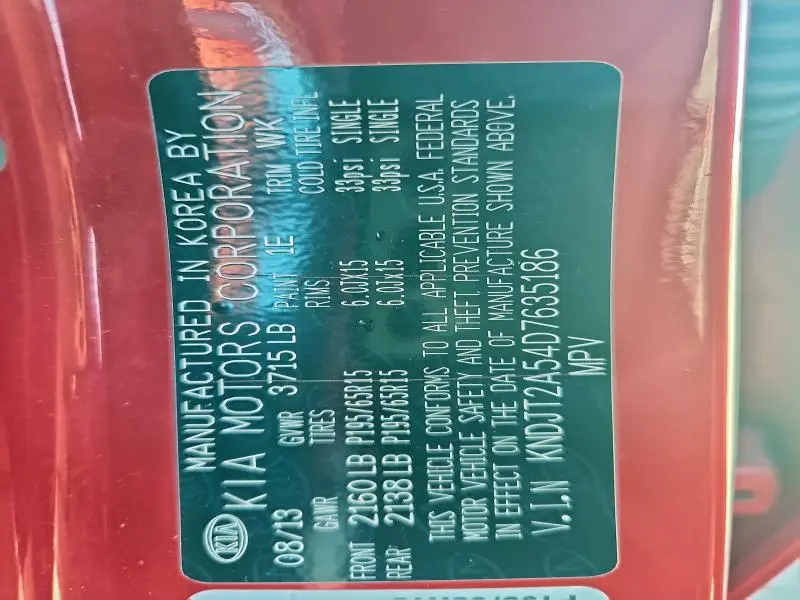 MANUFACTURED IN KOREA BY
KIA KIA MOTORS CORPORATION
08/13 GVWR 3715 LB PAINT 1E TRIM WK
GAWR TIRES RIMS COLD TIRE INFL
FRONT 2160 LB P195/65R15 6.0JX15 - 33psi SINGLE
REAR 2138 LB P195/65R15 6.0JX15 - 33psi SINGLE
THIS VEHICLE CONFORMS TO ALL APPLICABLE U.S.A. FEDERAL
MOTOR VEHICLE SAFETY AND THEFT PREVENTION STANDARDS
IN EFFECT ON THE DATE OF MANUFACTURE SHOWN ABOVE.
V.I.N KNDJT2A54D7635186
MPV